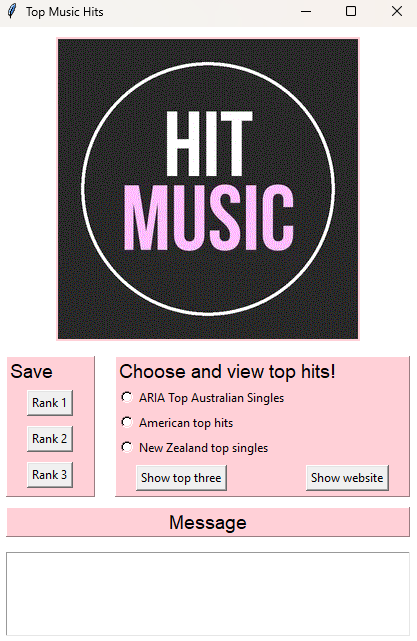 Top Music Hits
HIT
MUSIC
Save
Rank 1
Rank 2
Rank 3
Choose and view top hits!
ARIA Top Australian Singles
American top hits
New Zealand top singles
Show top three
Show website
Message